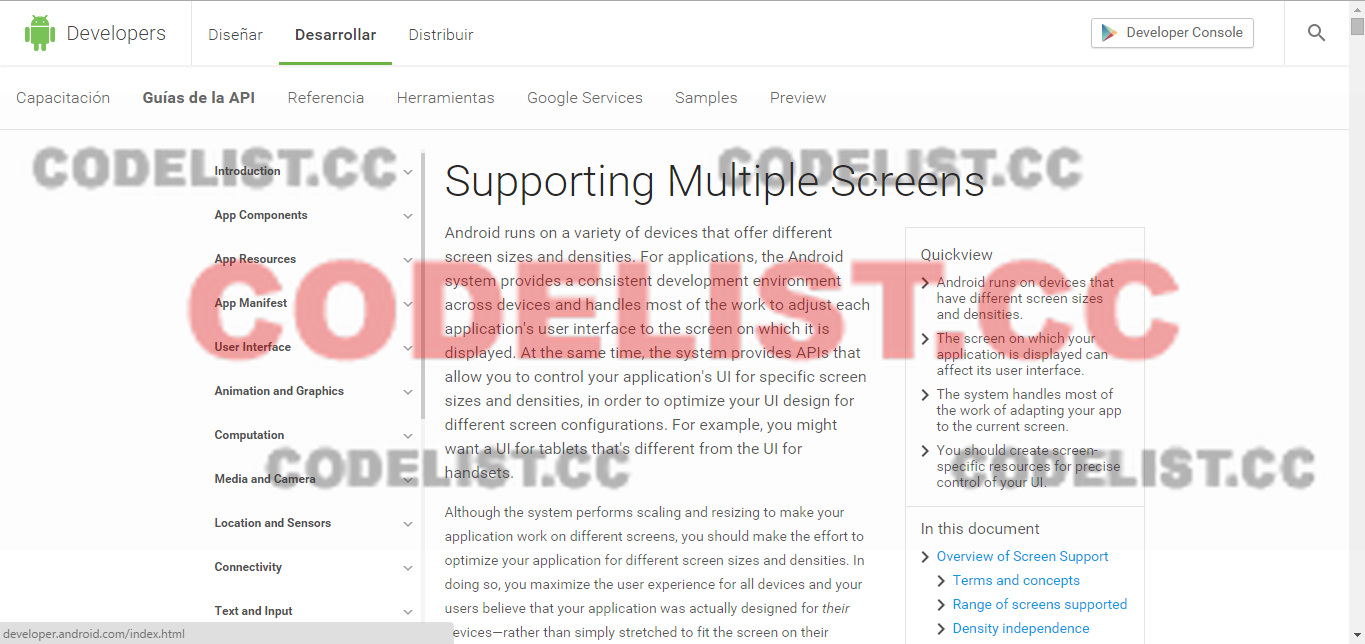 Developers
Diseñar
Desarrollar
Distribuir
Developer Console
Capacitación
Guías de la API
Referencia
Herramientas
Google Services
Samples
Preview
CODELIST.CC
CODELIST.CC
Introduction
App Components
App Resources
App Manifest
User Interface
Animation and Graphics
Computation
Media and Camera
Location and Sensors
Connectivity
Text and Input
Supporting Multiple Screens
Android runs on a variety of devices that offer different
screen sizes and densities. For applications, the Android
system provides a consistent development environment
across devices and handles most of the work to adjust each
application's user interface to the screen on which it is
displayed. At the same time, the system provides APIs that
allow you to control your application's UI for specific screen
sizes and densities, in order to optimize your UI design for
different screen configurations. For example, you might
want a UI for tablets that's different from the UI for
handsets.
Although the system performs scaling and resizing to make your
application work on different screens, you should make the effort to
optimize your application for different screen sizes and densities. In
doing so, you maximize the user experience for all devices and your
users believe that your application was actually designed for their
devices—rather than simply stretched to fit the screen on their
Quickview
Android runs on devices that
have different screen sizes
and densities.
The screen on which your
application is displayed can
affect its user interface.
The system handles most of
the work of adapting your app
to the current screen.
You should create screen-
specific resources for precise
control of your UI.
In this document
Overview of Screen Support
Terms and concepts
Range of screens supported
Density independence
CODELIST.CC
CODELIST.CC
CODELIST.CC
developer.android.com/index.html